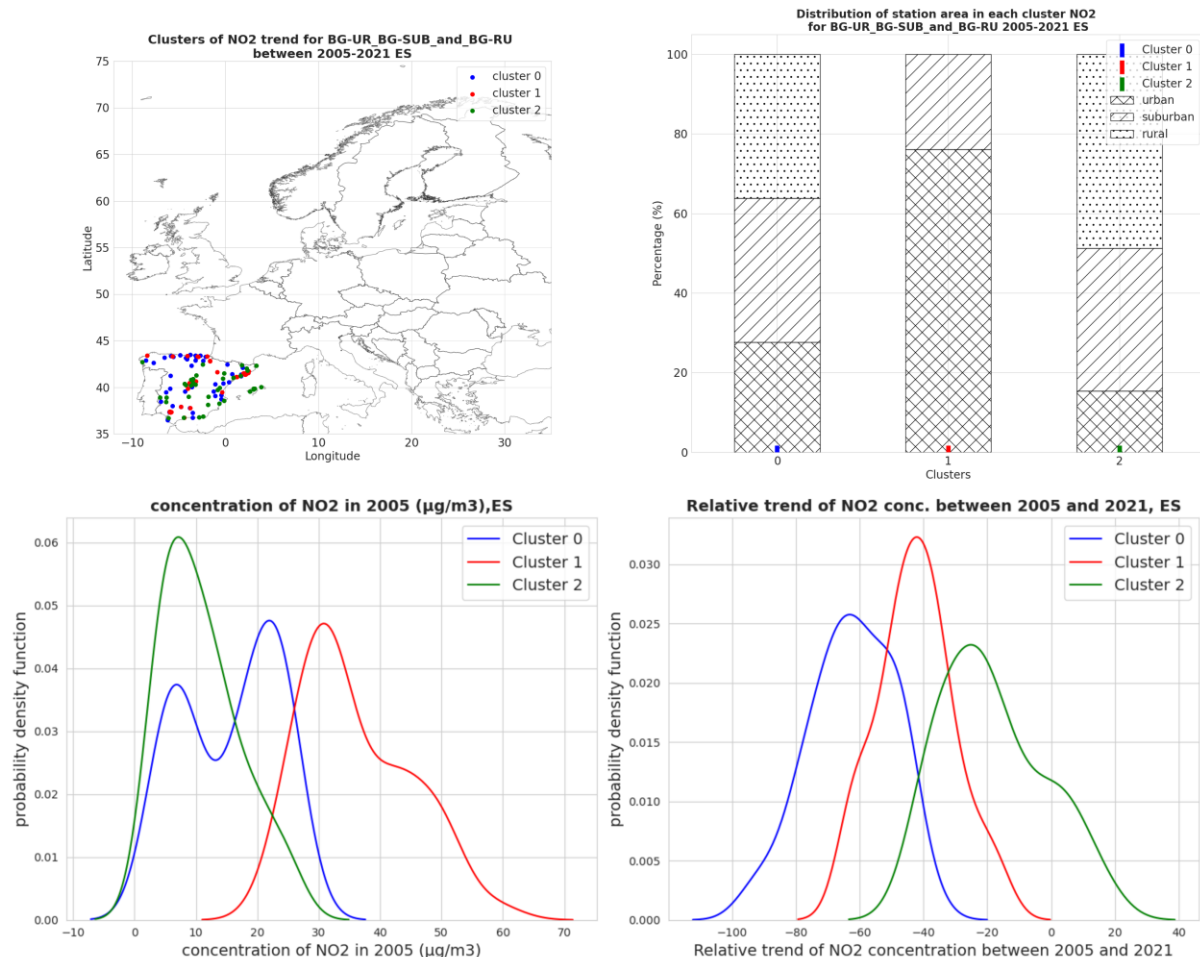 Clusters of NO2 trend for BG-UR_BG-SUB_and_BG-RU
between 2005-2021 ES
75
70
65
60
55
50
45
40
35
Latitude
cluster 0
cluster 1
cluster 2
−10
0
10
20
30
Longitude
Distribution of station area in each cluster NO2
for BG-UR_BG-SUB_and_BG-RU 2005-2021 ES
100
80
60
40
20
0
Percentage (%)
Cluster 0
Cluster 1
Cluster 2
urban
suburban
rural
0
1
2
Clusters
concentration of NO2 in 2005 (μg/m3),ES
0.06
0.05
0.04
0.03
0.02
0.01
0.00
probability density function
Cluster 0
Cluster 1
Cluster 2
−10
0
10
20
30
40
50
60
70
concentration of NO2 in 2005 (μg/m3)
Relative trend of NO2 conc. between 2005 and 2021, ES
0.030
0.025
0.020
0.015
0.010
0.005
0.000
probability density function
Cluster 0
Cluster 1
Cluster 2
−100
−80
−60
−40
−20
0
20
40
Relative trend of NO2 concentration between 2005 and 2021